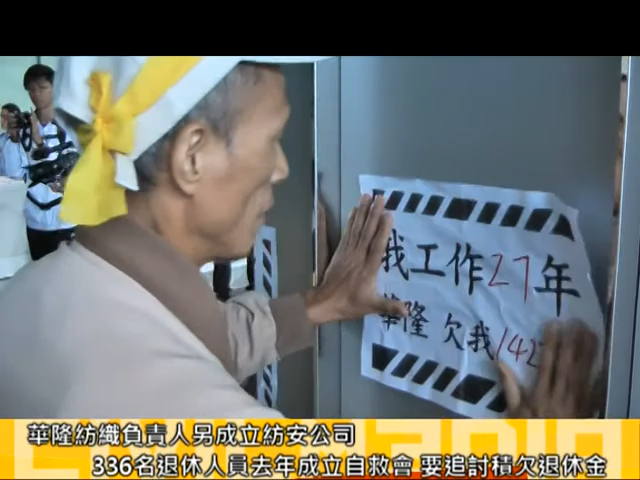 我工作27年
華隆 欠我142
華隆紡織負責人另成立紡安公司
336名退休人員去年成立自救會 要追討積欠退休金